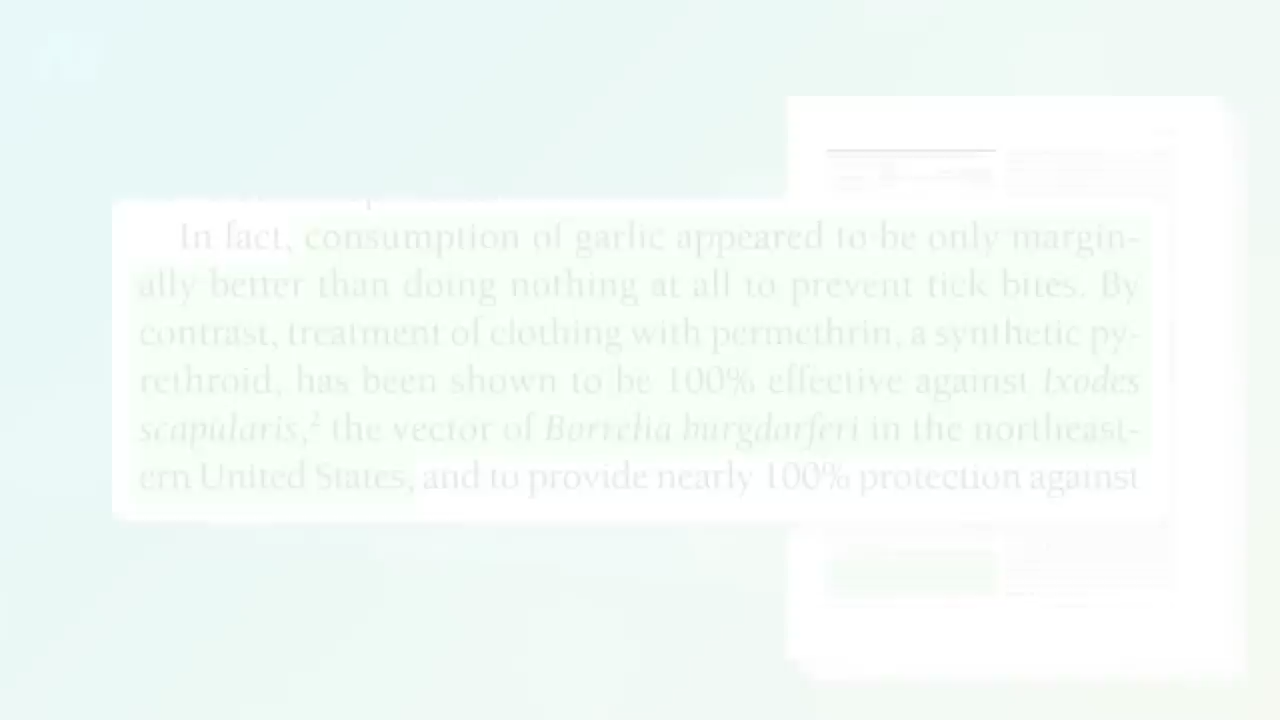 In fact, consumption of garlic appeared to be only margin-
ally better than doing nothing at all to prevent tick bites. By
contrast, treatment of clothing with permethrin, a synthetic py-
rethroid, has been shown to be 100% effective against Ixodes
scapularis,² the vector of Borrelia burgdorferi in the northeast-
ern United States, and to provide nearly 100% protection against